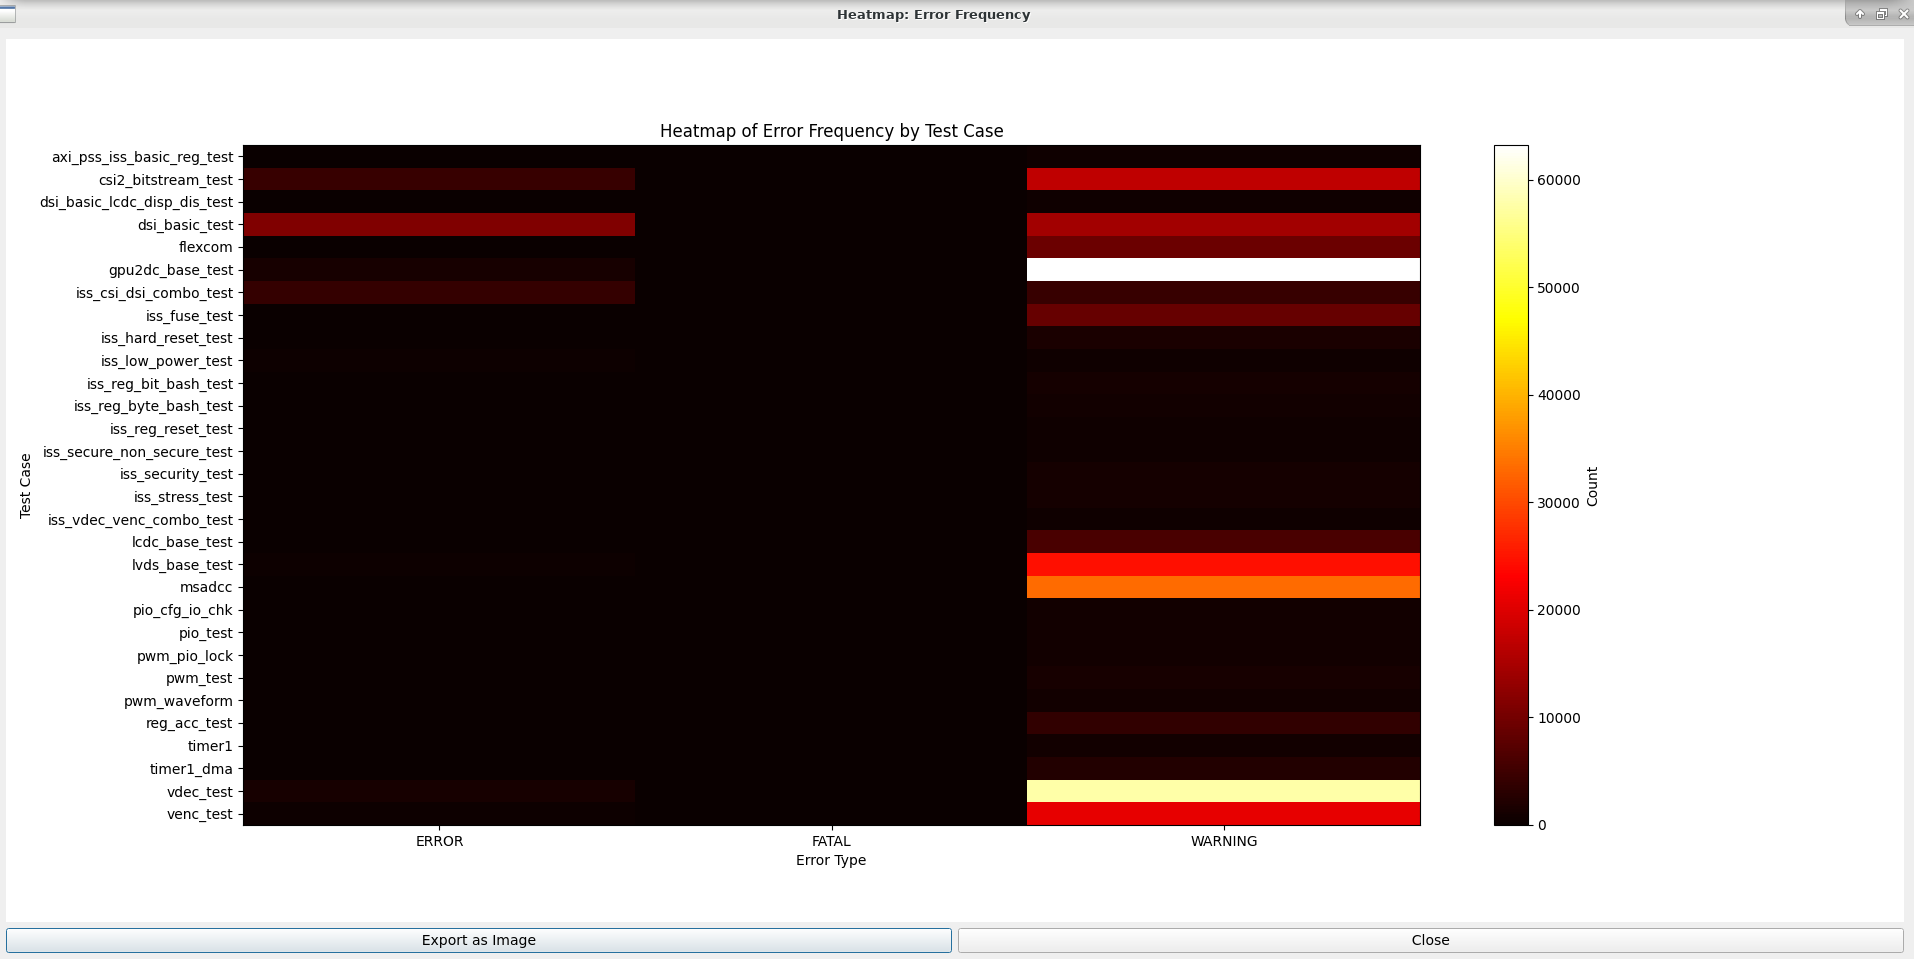 Heatmap: Error Frequency
Heatmap of Error Frequency by Test Case
Test Case
axi_pss_iss_basic_reg_test
csi2_bitstream_test
dsi_basic_lcdc_disp_dis_test
dsi_basic_test
flexcom
gpu2dc_base_test
iss_csi_dsi_combo_test
iss_fuse_test
iss_hard_reset_test
iss_low_power_test
iss_reg_bit_bash_test
iss_reg_byte_bash_test
iss_reg_reset_test
iss_secure_non_secure_test
iss_security_test
iss_stress_test
iss_vdec_venc_combo_test
lcdc_base_test
lvds_base_test
msadcc
pio_cfg_io_chk
pio_test
pwm_pio_lock
pwm_test
pwm_waveform
reg_acc_test
timer1
timer1_dma
vdec_test
venc_test
ERROR FATAL WARNING
Error Type
60000
50000
40000
30000
20000
10000
0
Count
Export as Image
Close